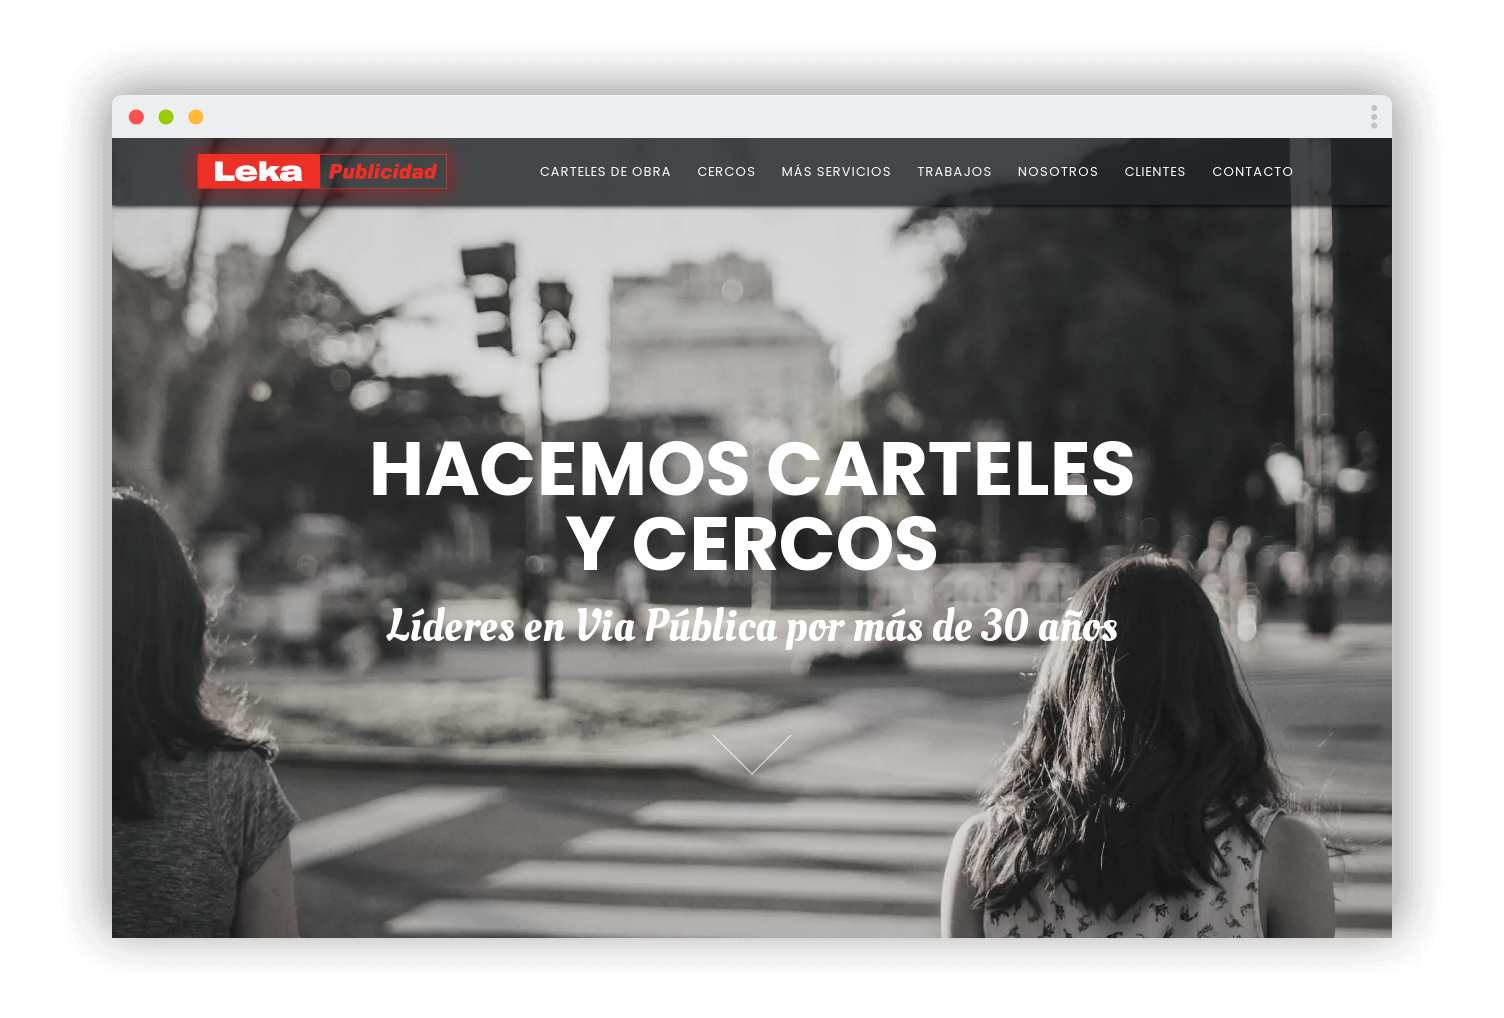 Leka Publicidad
CARTELES DE OBRA CERCOS MÁS SERVICIOS TRABAJOS NOSOTROS CLIENTES CONTACTO
HACEMOS CARTELES
Y CERCOS
Líderes en Via Pública por más de 30 años